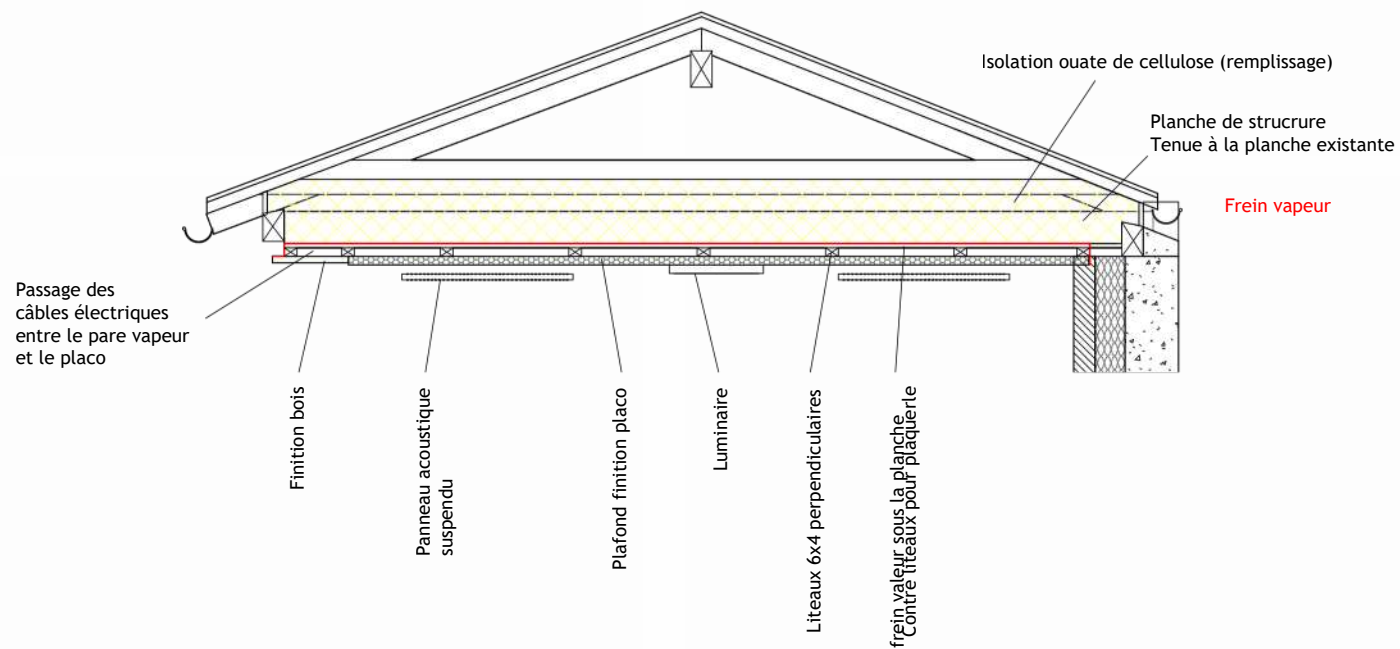 Isolation ouate de cellulose (remplissage)
Planche de strucrure
Tenue à la planche existante
Frein vapeur
Passage des
câbles électriques
entre le pare vapeur
et le placo
Finition bois
Panneau acoustique
suspendu
Plafond finition placo
Luminaire
Liteaux 6x4 perpendiculaires
frein valeur sous la planche
Contre liteaux pour plaquerle